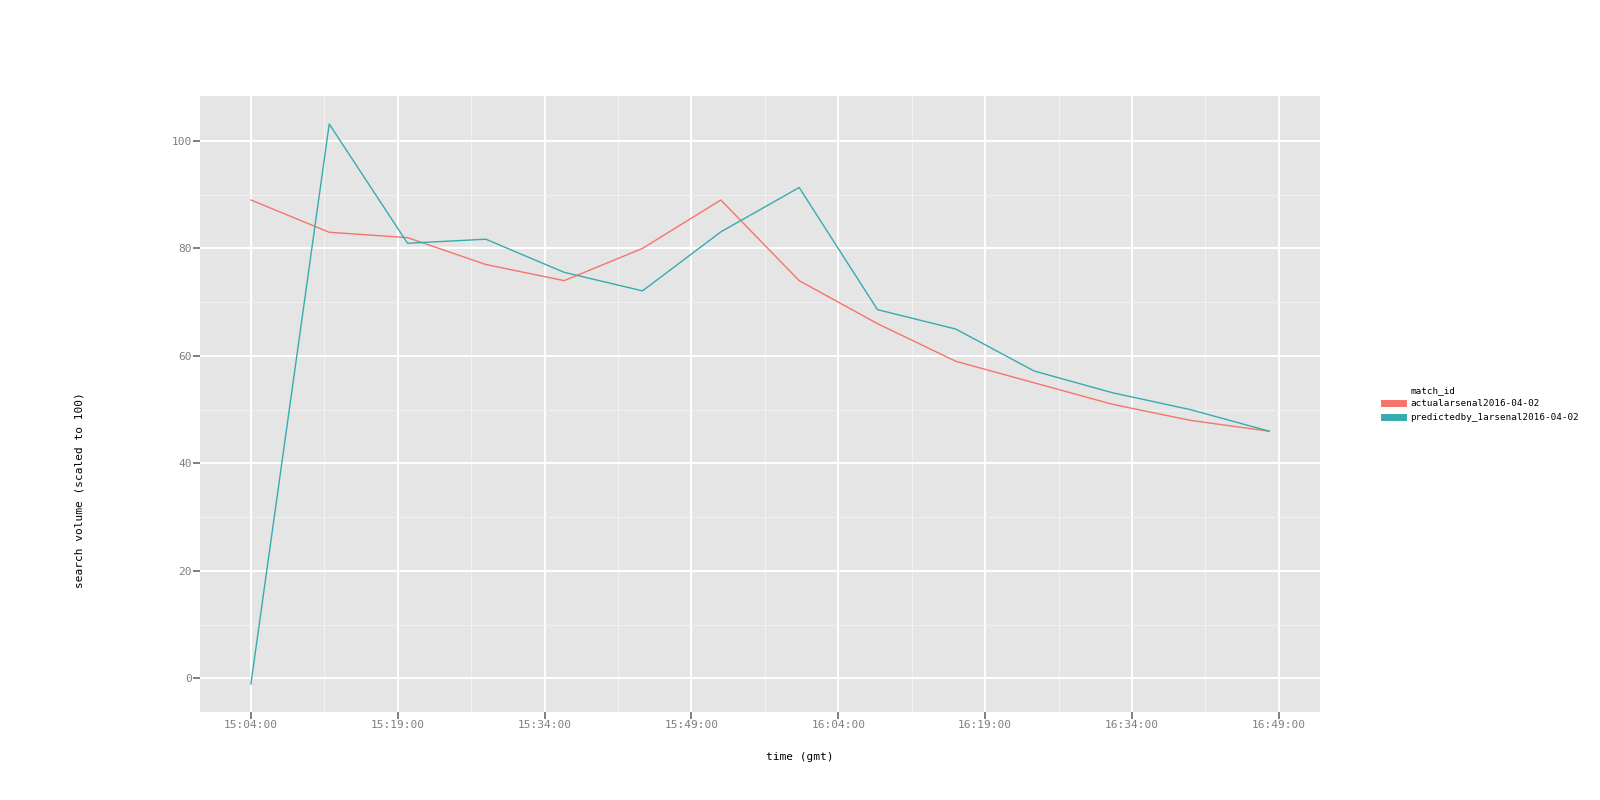 100
80
60
40
20
0
search volume (scaled to 100)
15:04:00 15:19:00 15:34:00 15:49:00 16:04:00 16:19:00 16:34:00 16:49:00
time (gmt)
match_id
actualarsenal2016-04-02
predictedby_1arsenal2016-04-02